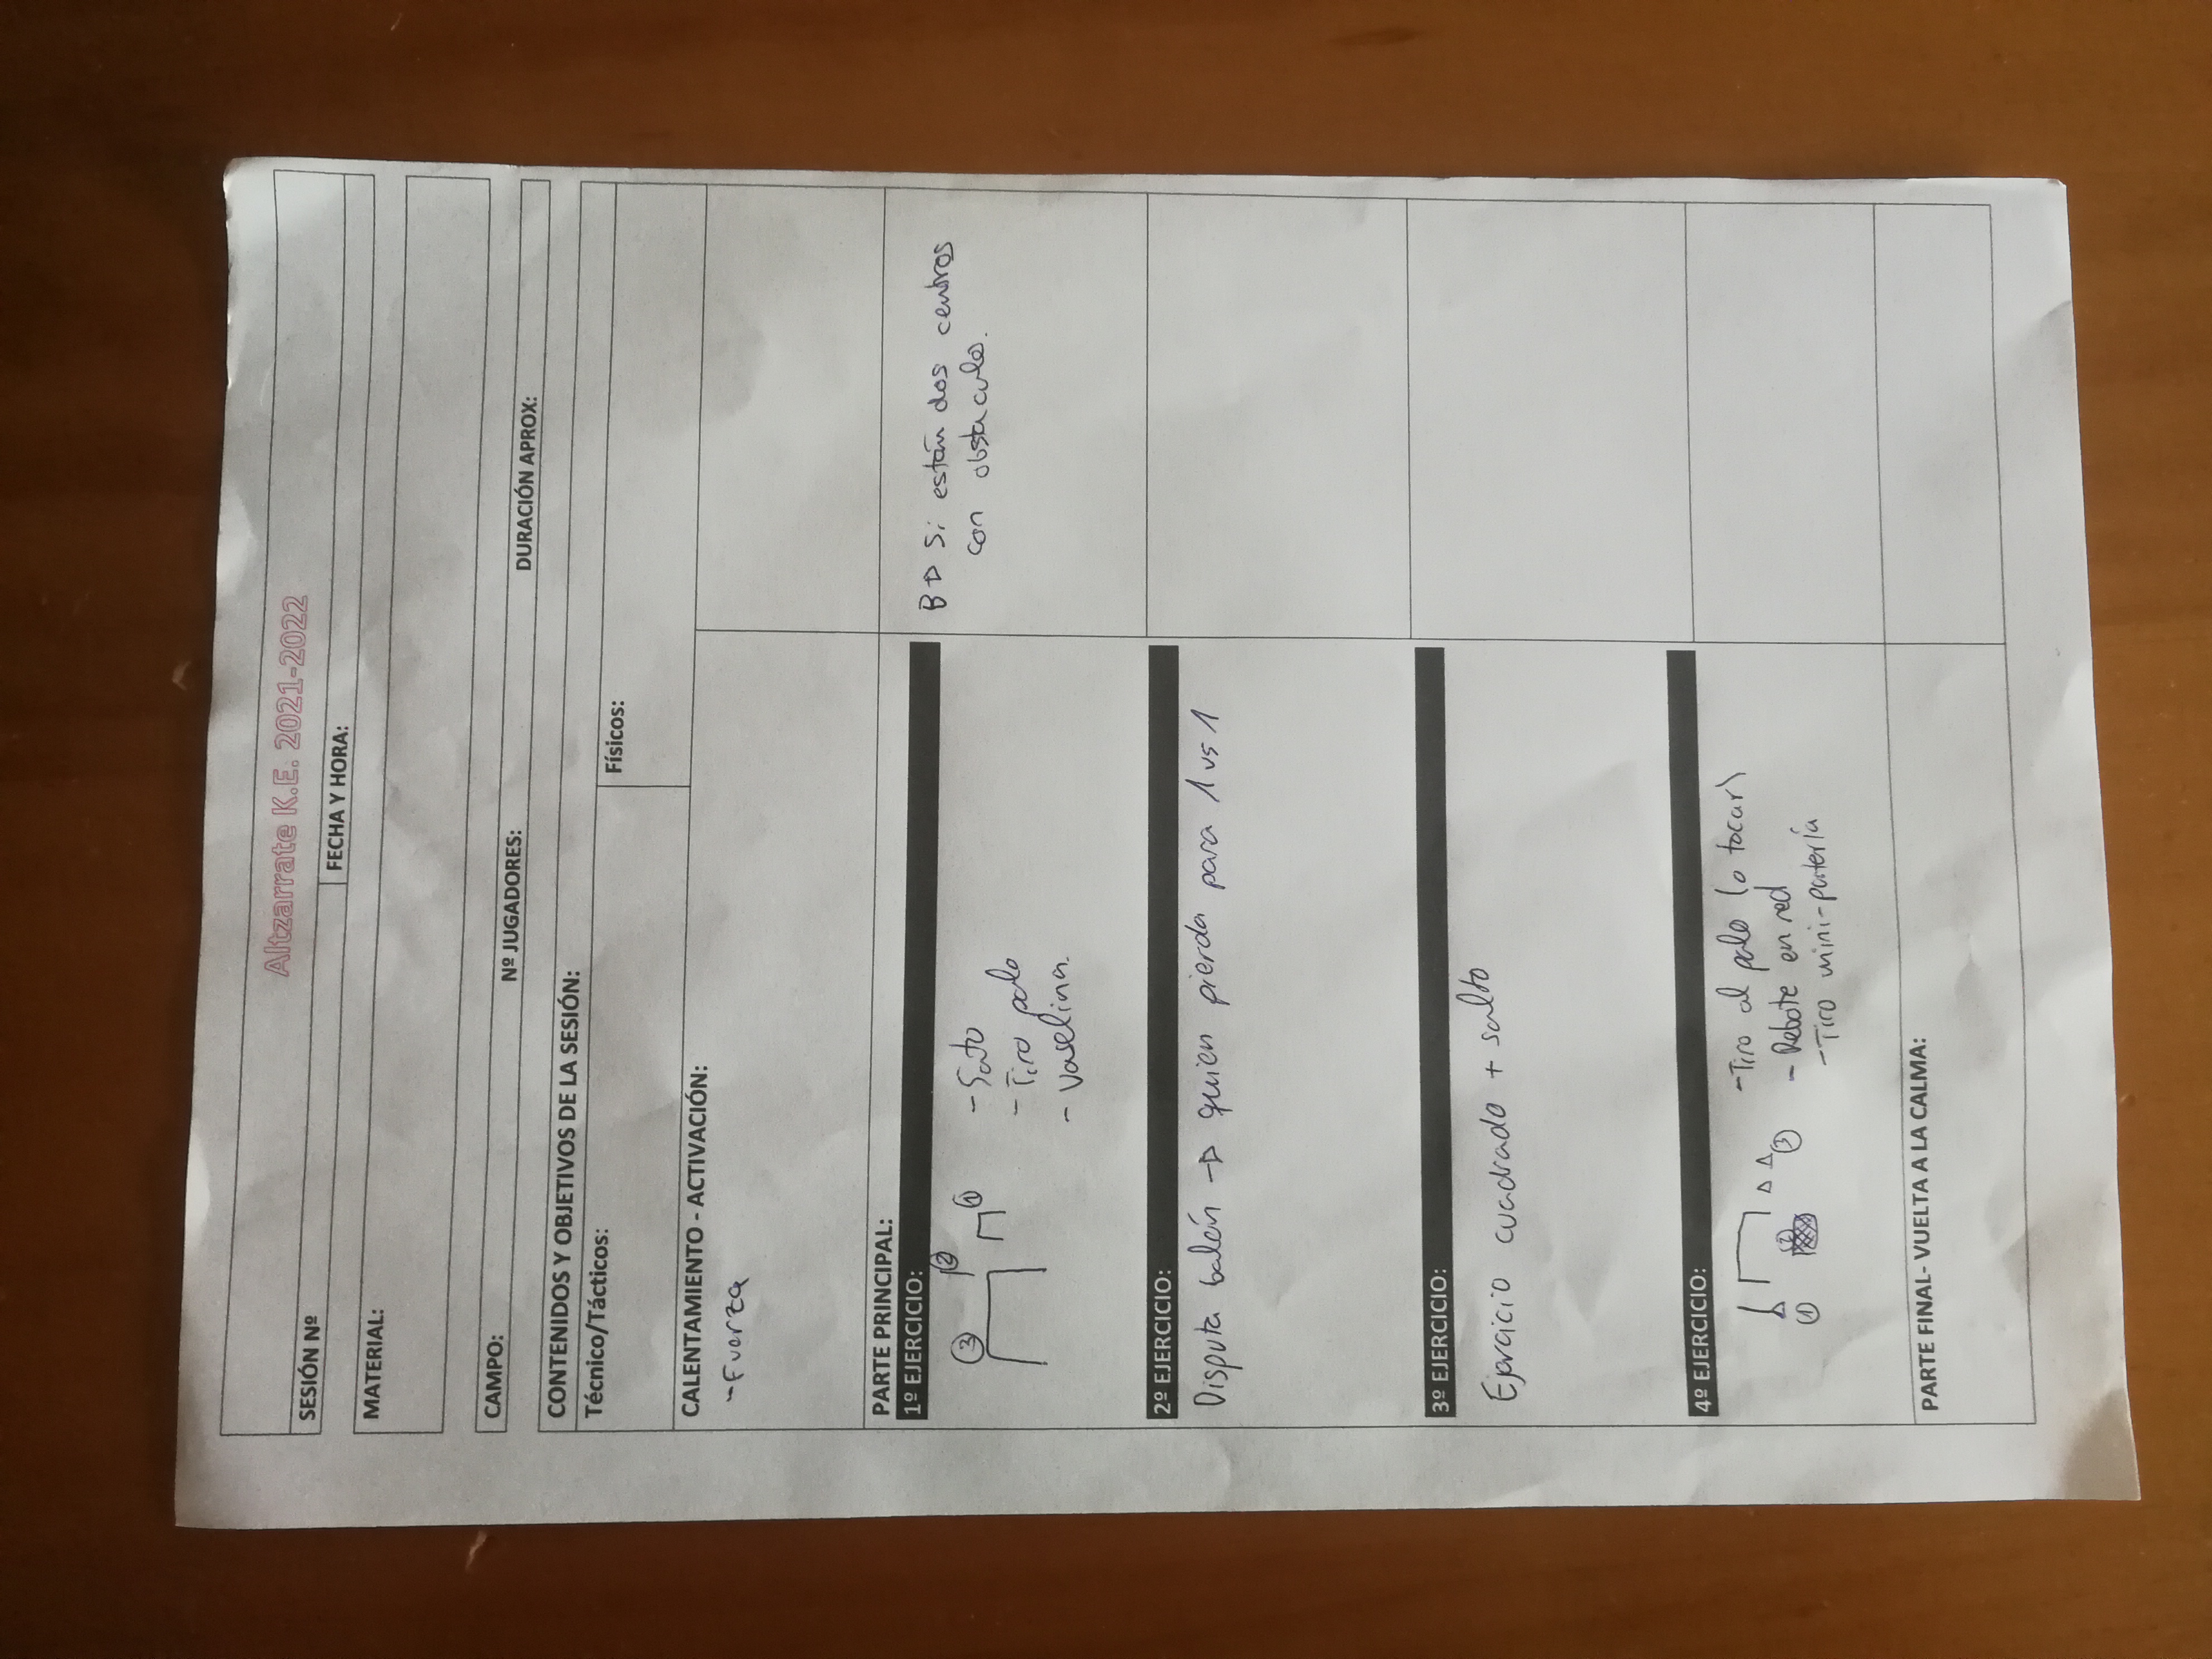 Altzarrate K.E. 2021-2022
SESIÓN Nº FECHA Y HORA:
MATERIAL:
CAMPO: Nº JUGADORES: DURACIÓN APROX:
CONTENIDOS Y OBJETIVOS DE LA SESIÓN:
Técnico/Tácticos: Físicos:
CALENTAMIENTO - ACTIVACIÓN:
- Fuerza
PARTE PRINCIPAL:
1º EJERCICIO:
B → Si están dos centros
con obstaculo.
3 2 1
- Tiro palo
- Vaselina.
2º EJERCICIO:
Disputa balón → quien pierda para 1 vs 1
3º EJERCICIO:
Ejercicio cuadrado + salto
4º EJERCICIO:
1 2 3
- Tiro al palo (o tocar)
- Rebote en red
- Tiro mini-portería
PARTE FINAL- VUELTA A LA CALMA: